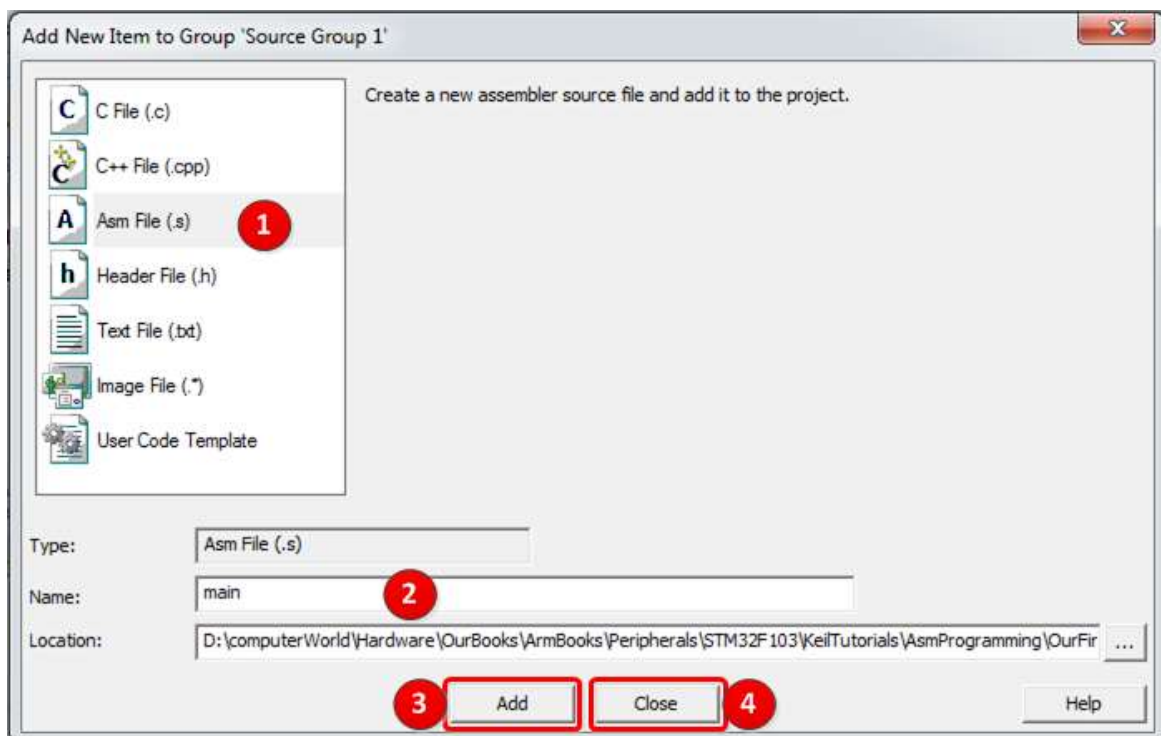 Add New Item to Group 'Source Group 1'
C File (.c)
Create a new assembler source file and add it to the project.
C++ File (.cpp)
Asm File (.s)
1
Header File (.h)
Text File (.txt)
Image File (.*)
User Code Template
Type:
Asm File (.s)
Name:
main
2
Location:
D:\computerWorld\Hardware\OurBooks\ArmBooks\Peripherals\STM32F103\KeilTutorials\AsmProgramming\OurFir
...
3
Add
Close
4
Help